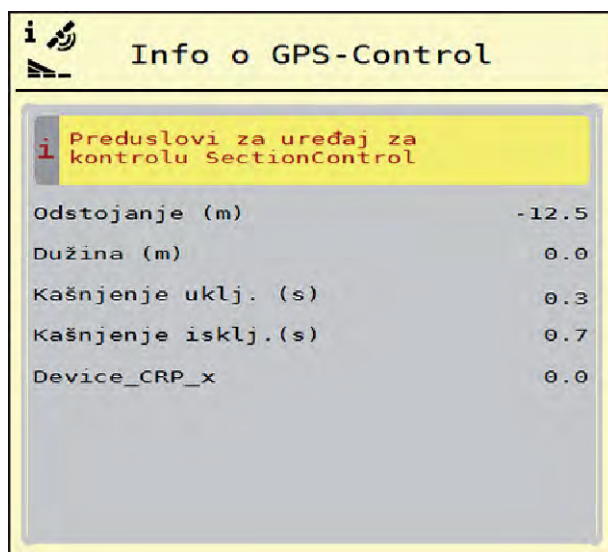 i
Info o GPS-Control
i Preduslovi za uređaj za
kontrolu SectionControl
Odstojanje (m) -12.5
Dužina (m) 0.0
Kašnjenje uklj. (s) 0.3
Kašnjenje isklj.(s) 0.7
Device_CRP_x 0.0